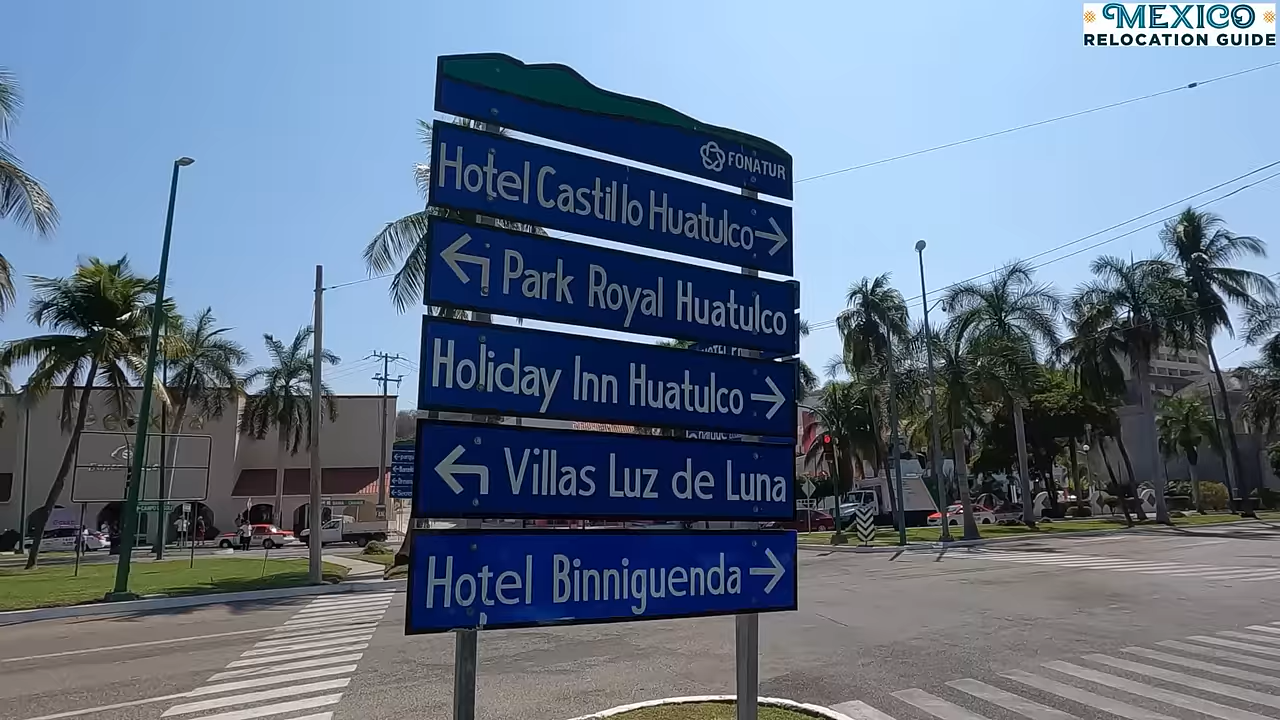 MEXICO
RELOCATION GUIDE
FONATUR
Hotel Castillo Huatulco
Park Royal Huatulco
Holiday Inn Huatulco
Villas Luz de Luna
Hotel Binniguenda